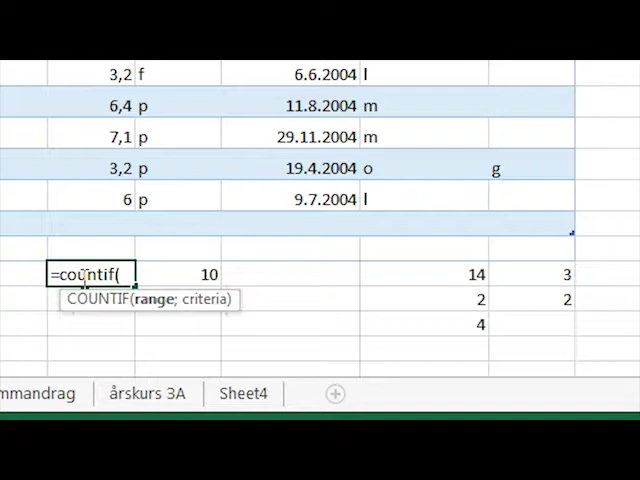 3,2 f 6.6.2004 l
6,4 p 11.8.2004 m
7,1 p 29.11.2004 m
3,2 p 19.4.2004 o g
6 p 9.7.2004 l
=countif( 10 14 3
COUNTIF(range; criteria) 2 2
4
mmandrag årskurs 3A Sheet4